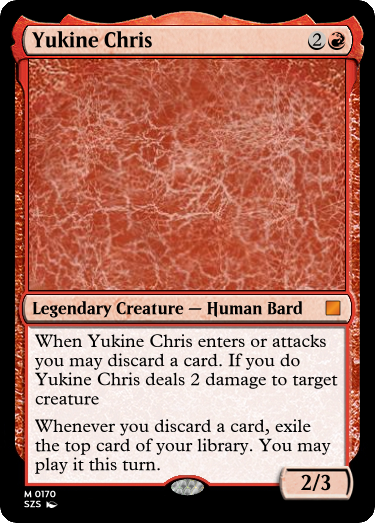 Yukine Chris 2
Legendary Creature — Human Bard
When Yukine Chris enters or attacks
you may discard a card. If you do
Yukine Chris deals 2 damage to target
creature
Whenever you discard a card, exile
the top card of your library. You may
play it this turn.
2/3
M 0170
SZS